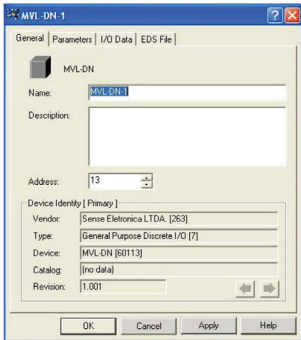 MVL-DN-1
General Parameters I/O Data EDS File
MVL-DN
Name: MVL-DN-1
Description:
Address: 13
Device Identity [ Primary ]
Vendor: Sense Eletronica LTDA. [263]
Type: General Purpose Discrete I/O [7]
Device: MVL-DN [60113]
Catalog: (no data)
Revision: 1.001
OK Cancel Apply Help